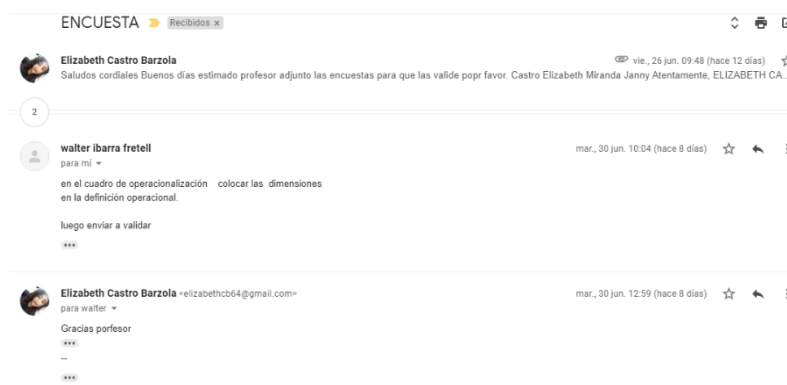 ENCUESTA Recibidos x
Elizabeth Castro Barzola vie., 26 jun. 09:48 (hace 12 días)
Saludos cordiales Buenos días estimado profesor adjunto las encuestas para que las valide popr favor. Castro Elizabeth Miranda Janny Atentamente, ELIZABETH CA...
2
walter ibarra fretell mar., 30 jun. 10:04 (hace 8 días)
para mí
en el cuadro de operacionalización colocar las dimensiones
en la definición operacional.
luego enviar a validar
Elizabeth Castro Barzola <elizabethcb64@gmail.com> mar., 30 jun. 12:59 (hace 8 días)
para walter
Gracias porfesor
--